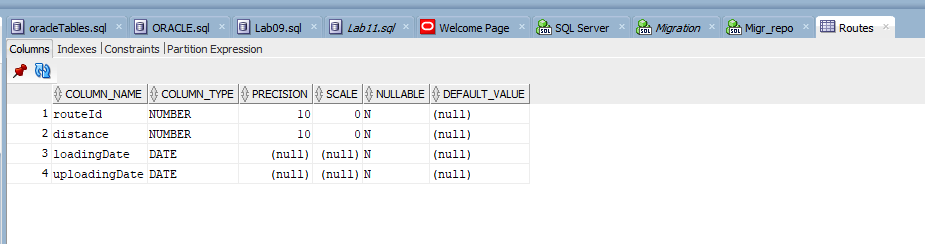 oracleTables.sql ORACLE.sql Lab09.sql Lab11.sql Welcome Page SQL Server Migration Migr_repo Routes
Columns Indexes Constraints Partition Expression
COLUMN_NAME COLUMN_TYPE PRECISION SCALE NULLABLE DEFAULT_VALUE
1 routeId NUMBER 10 0 N (null)
2 distance NUMBER 10 0 N (null)
3 loadingDate DATE (null) (null) N (null)
4 uploadingDate DATE (null) (null) N (null)